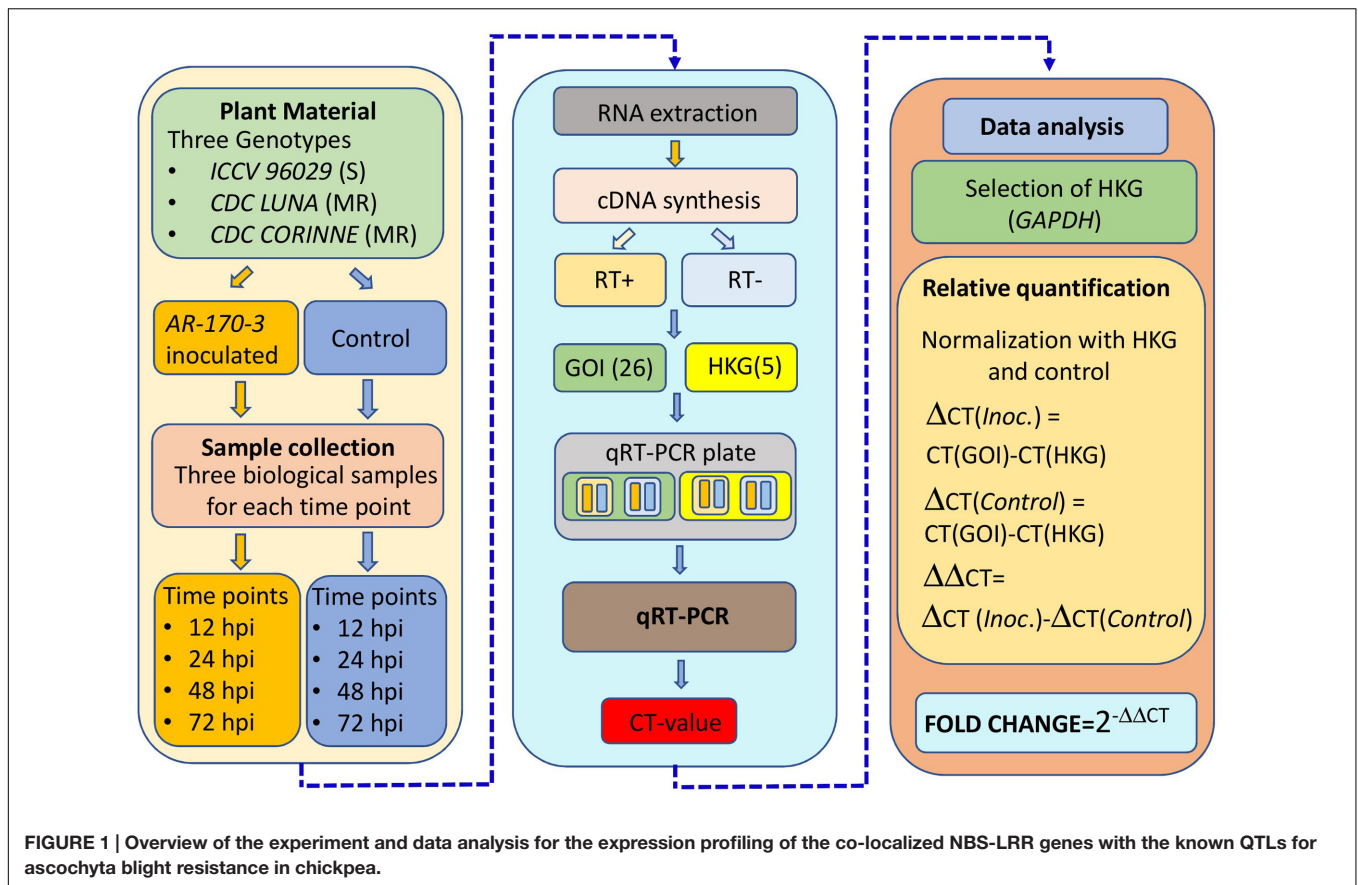 Plant Material
Three Genotypes
• ICCV 96029 (S)
• CDC LUNA (MR)
• CDC CORINNE (MR)
AR-170-3
inoculated
Control
Sample collection
Three biological samples
for each time point
Time points
• 12 hpi
• 24 hpi
• 48 hpi
• 72 hpi
Time points
• 12 hpi
• 24 hpi
• 48 hpi
• 72 hpi
RNA extraction
cDNA synthesis
RT+
RT-
GOI (26)
HKG(5)
qRT-PCR plate
qRT-PCR
CT-value
Data analysis
Selection of HKG
(GAPDH)
Relative quantification
Normalization with HKG
and control
ΔCT(Inoc.) =
CT(GOI)-CT(HKG)
ΔCT(Control) =
CT(GOI)-CT(HKG)
ΔΔCT=
ΔCT (Inoc.)-ΔCT(Control)
FOLD CHANGE=2^-ΔΔCT
FIGURE 1 | Overview of the experiment and data analysis for the expression profiling of the co-localized NBS-LRR genes with the known QTLs for
ascochyta blight resistance in chickpea.